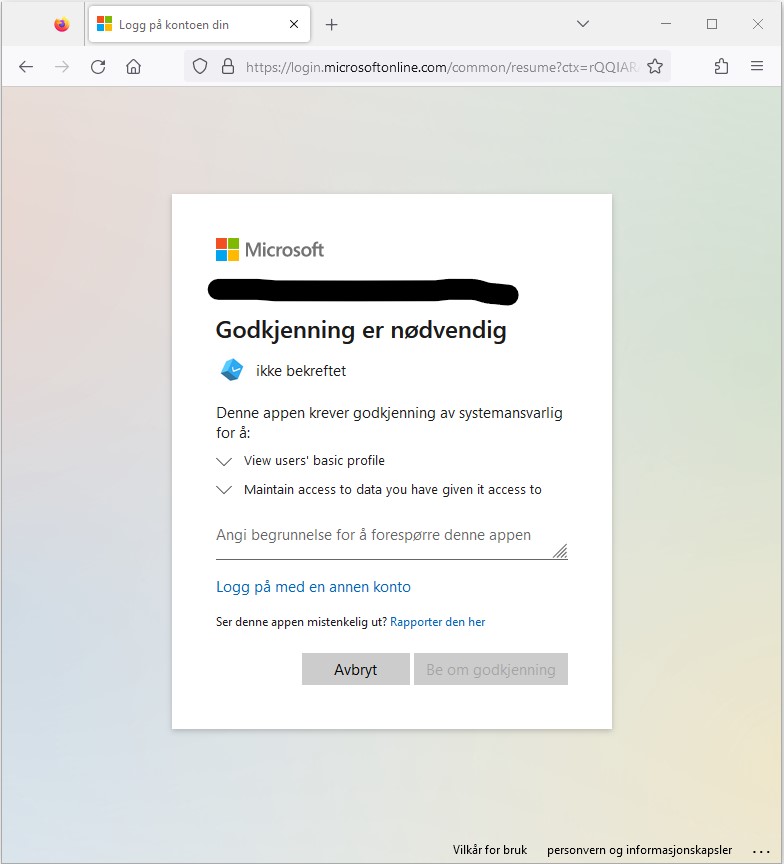 Logg på kontoen din
https://login.microsoftonline.com/common/resume?ctx=rQQIAR
Microsoft
Godkjenning er nødvendig
ikke bekreftet
Denne appen krever godkjenning av systemansvarlig
for å:
View users' basic profile
Maintain access to data you have given it access to
Angi begrunnelse for å forespørre denne appen
Logg på med en annen konto
Ser denne appen mistenkelig ut? Rapporter den her
Avbryt Be om godkjenning
Vilkår for bruk personvern og informasjonskapsler ...